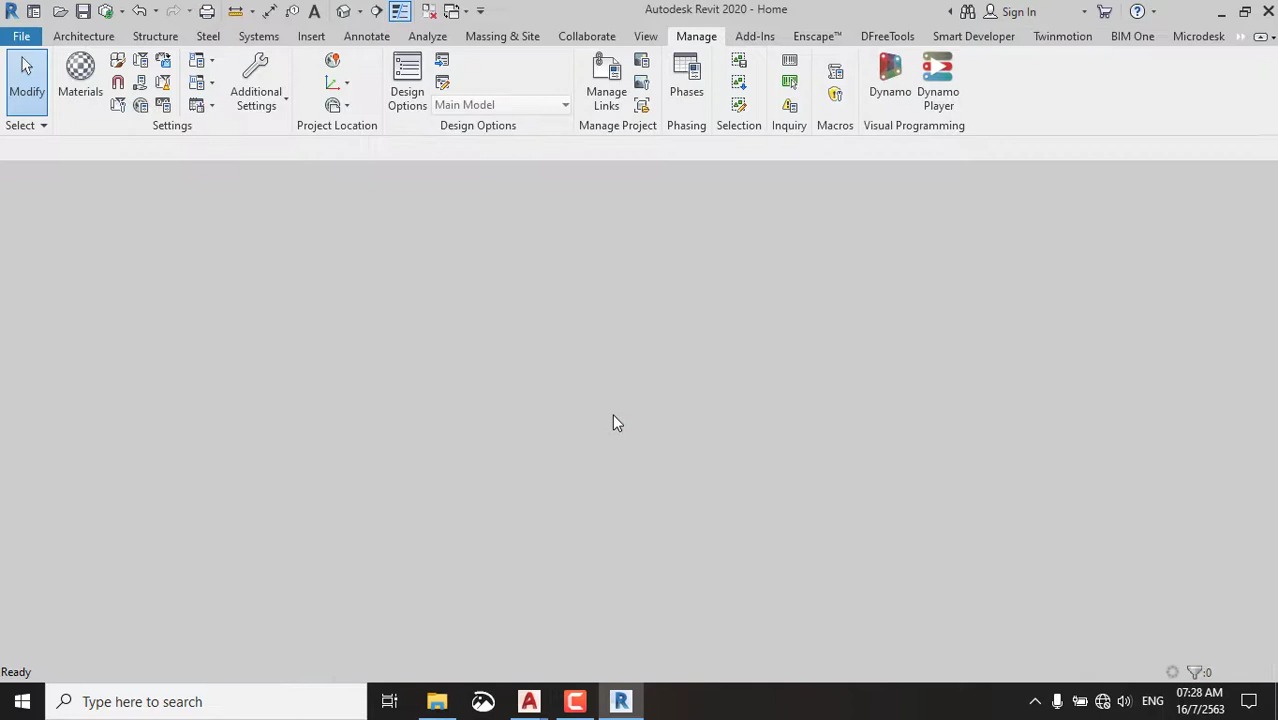 Autodesk Revit 2020 - Home
Sign In
File Architecture Structure Steel Systems Insert Annotate Analyze Massing & Site Collaborate View Manage Add-Ins Enscape™ DFreeTools Smart Developer Twinmotion BIM One Microdesk
Modify
Materials
Additional
Settings
Design
Options
Main Model
Manage
Links
Phases
Dynamo
Dynamo
Player
Select Settings Project Location Design Options Manage Project Phasing Selection Inquiry Macros Visual Programming
Ready
:0
Type here to search
ENG
07:28 AM
16/7/2563